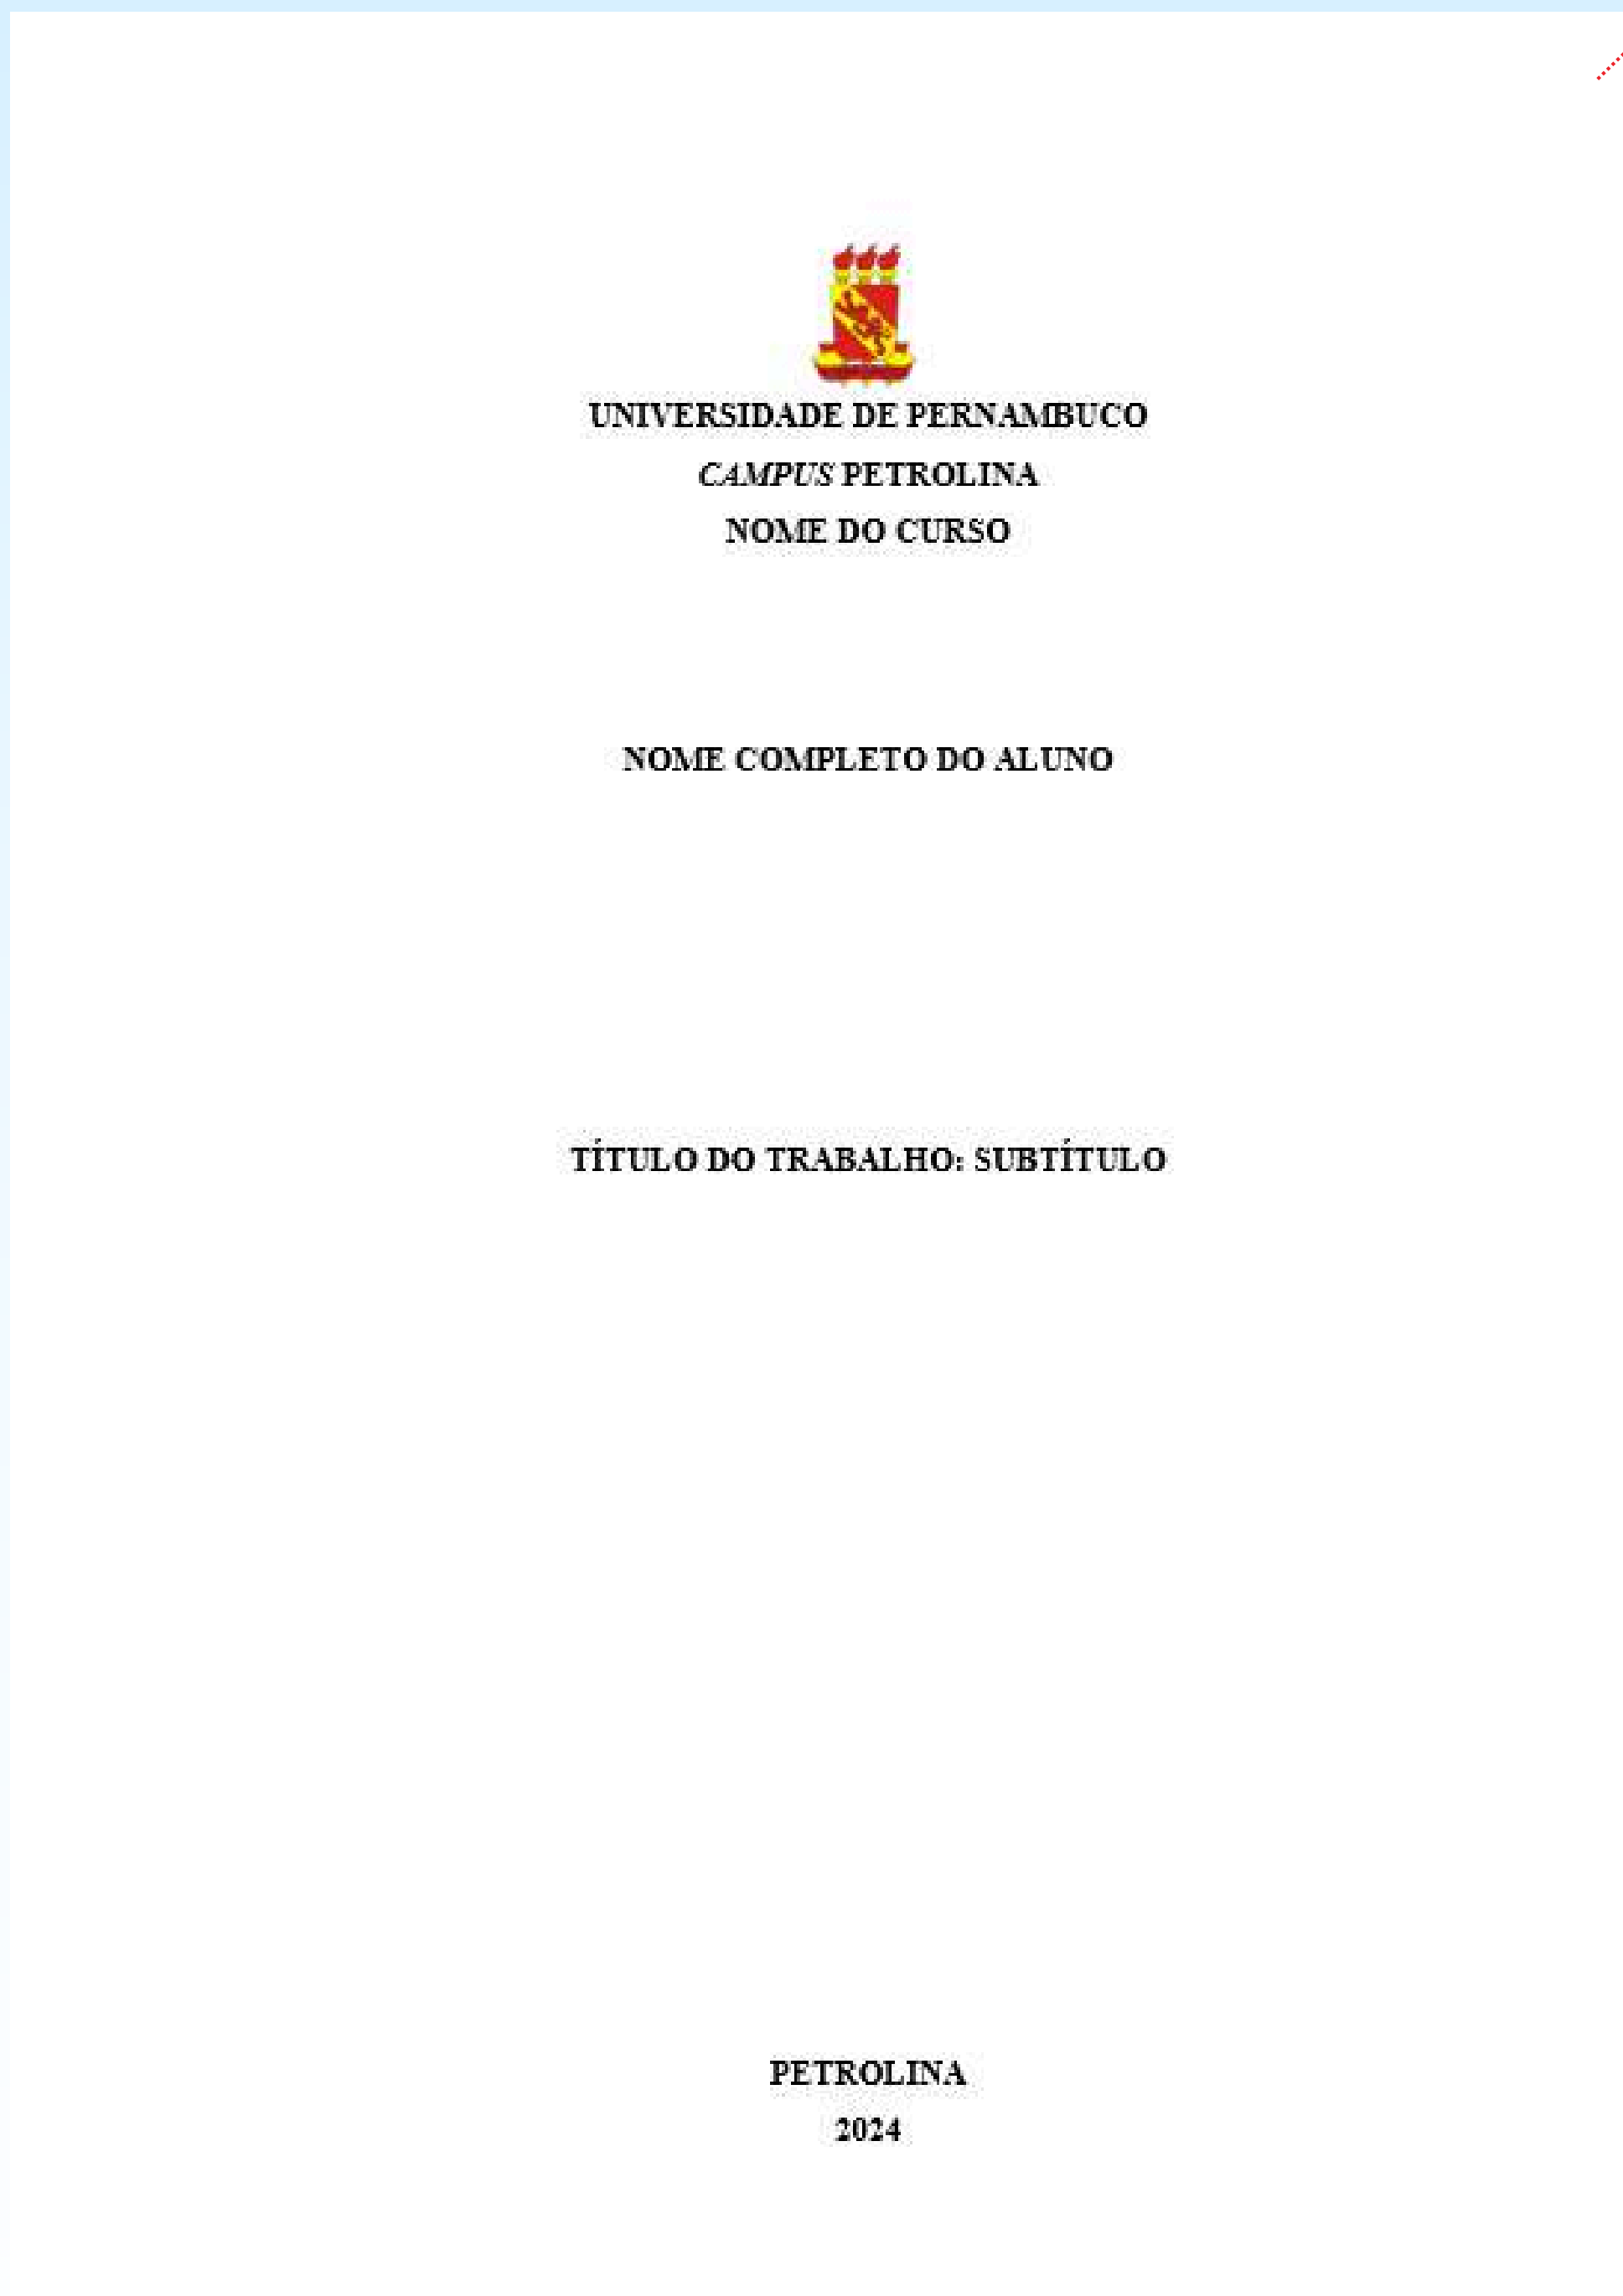 UNIVERSIDADE DE PERNAMBUCO
CAMPUS PETROLINA
NOME DO CURSO
NOME COMPLETO DO ALUNO
TÍTULO DO TRABALHO: SUBTÍTULO
PETROLINA
2024